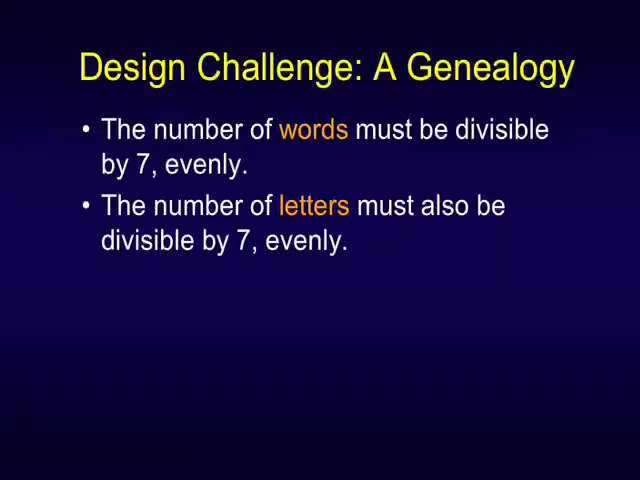 Design Challenge: A Genealogy
• The number of words must be divisible
by 7, evenly.
• The number of letters must also be
divisible by 7, evenly.